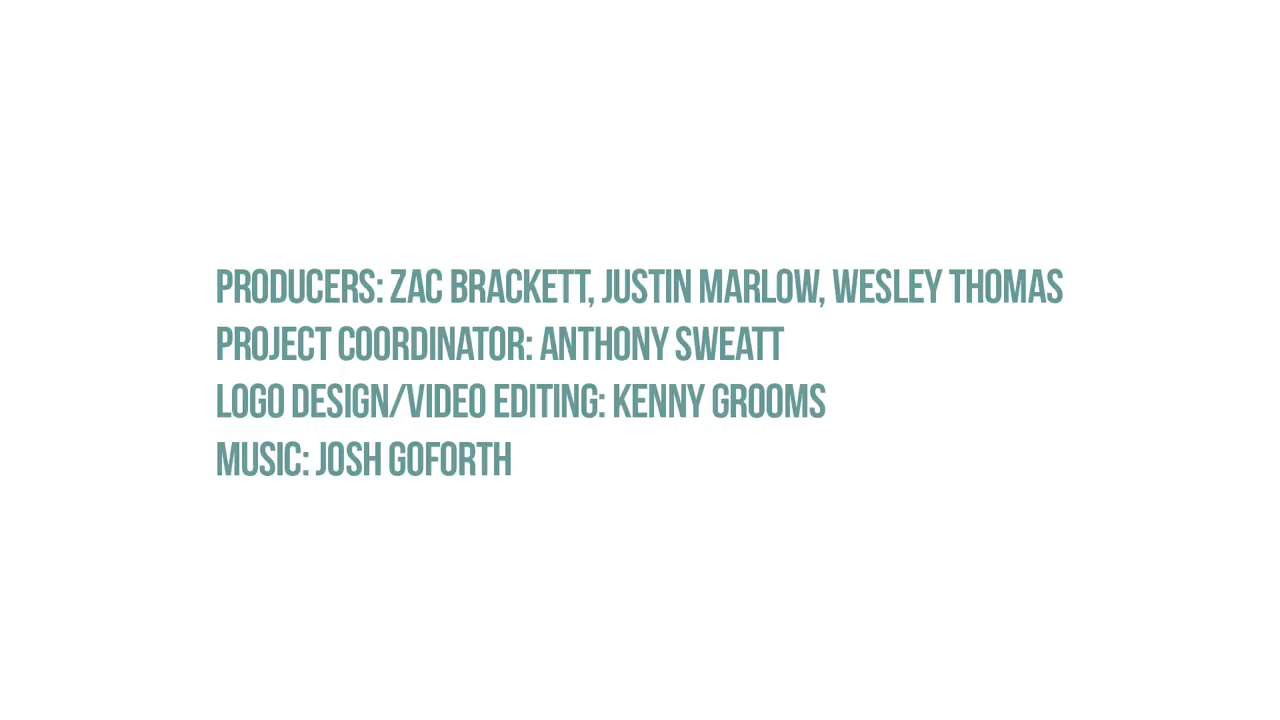 PRODUCERS: ZAC BRACKETT, JUSTIN MARLOW, WESLEY THOMAS
PROJECT COORDINATOR: ANTHONY SWEATT
LOGO DESIGN/VIDEO EDITING: KENNY GROOMS
MUSIC: JOSH GOFORTH